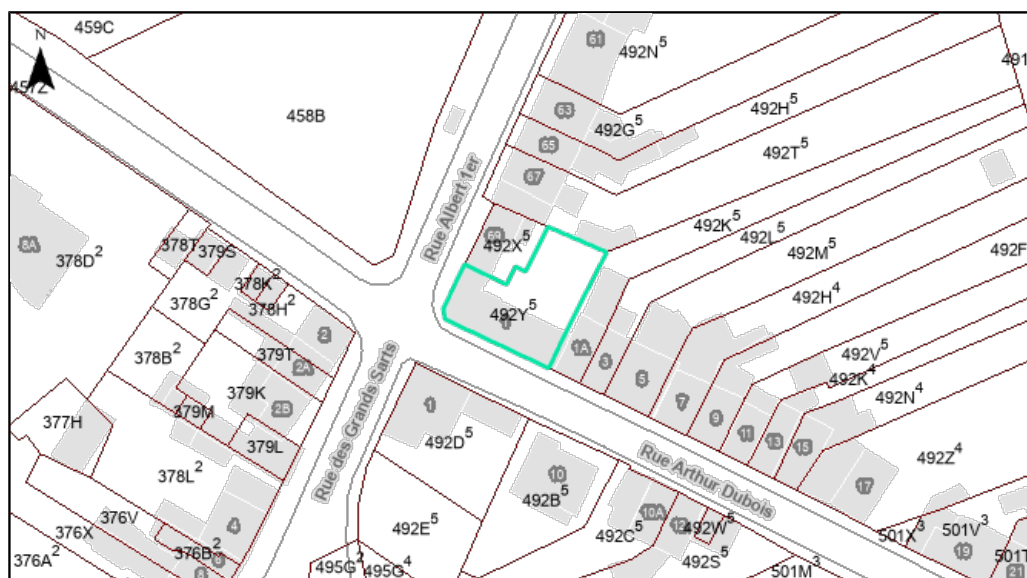 459C
N
457Z
458B
61
492N⁵
491
63
492G⁵
492H⁵
65
492T⁵
67
Rue Albert 1er
69
492X⁵
492K⁵
492L⁵
492M⁵
492F
492H⁴
8A
378D²
378T
379S
378K²
378H²
378G²
2
492Y⁵
1
1A
3
5
7
9
11
13
15
17
492V⁵
492K⁴
492N⁴
492Z⁴
378B²
379T
2A
379K
2B
379M
379L
377H
378L²
Rue des Grands Sarts
1
492D⁵
Rue Arthur Dubois
10
492B⁵
10A
12
492W⁵
492C⁵
492S⁵
492E⁵
4
376V
376X
376B²
376A²
6
8
495G²
495G⁴
501M³
501X³
501V³
19
501T
21